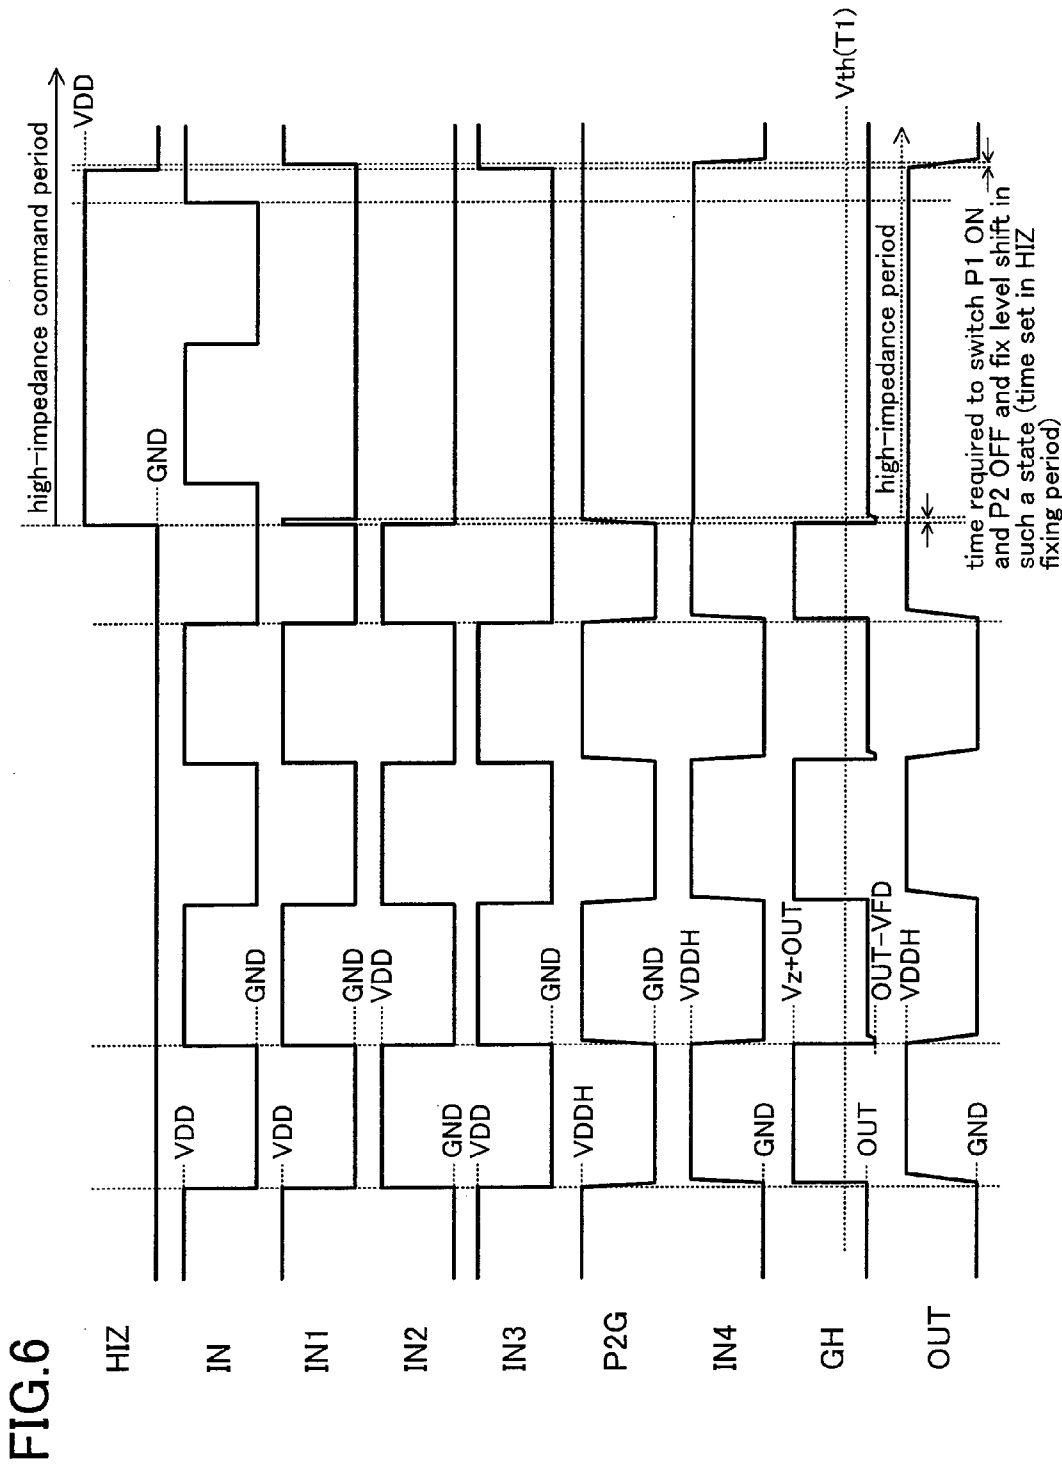 FIG.6
high-impedance command period
HIZ
VDD
GND
IN
VDD
GND
IN1
VDD
GND
IN2
VDD
GND
IN3
VDD
GND
P2G
VDDH
GND
IN4
VDDH
GND
GH
Vz+OUT
Vth(T1)
OUT
OUT-VFD
high-impedance period
OUT
VDDH
GND
time required to switch P1 ON
and P2 OFF and fix level shift in
such a state (time set in HIZ
fixing period)